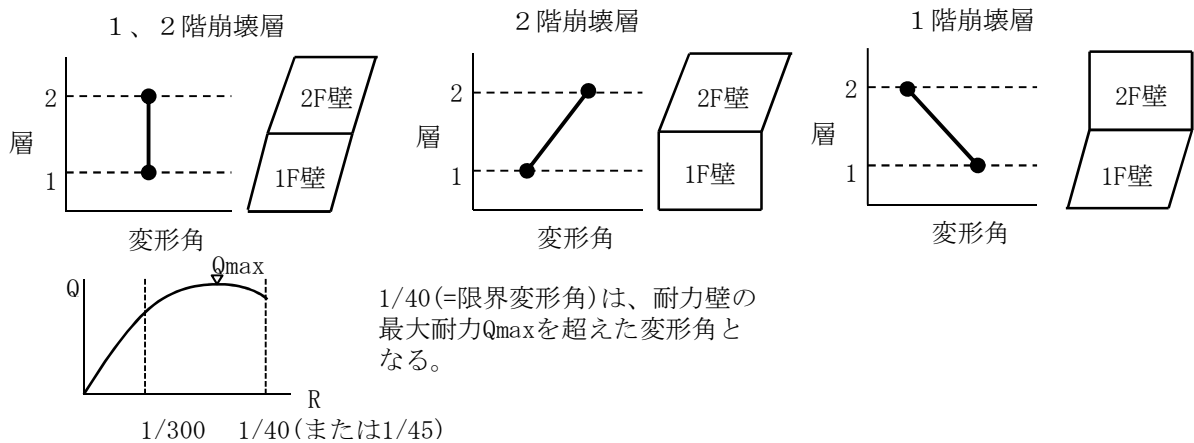 １、２階崩壊層
2
層
1
変形角
2F壁
1F壁
２階崩壊層
2
層
1
変形角
2F壁
1F壁
１階崩壊層
2
層
1
変形角
2F壁
1F壁
Q
Qmax
R
1/300
1/40(または1/45)
1/40(=限界変形角)は、耐力壁の
最大耐力Qmaxを超えた変形角と
なる。